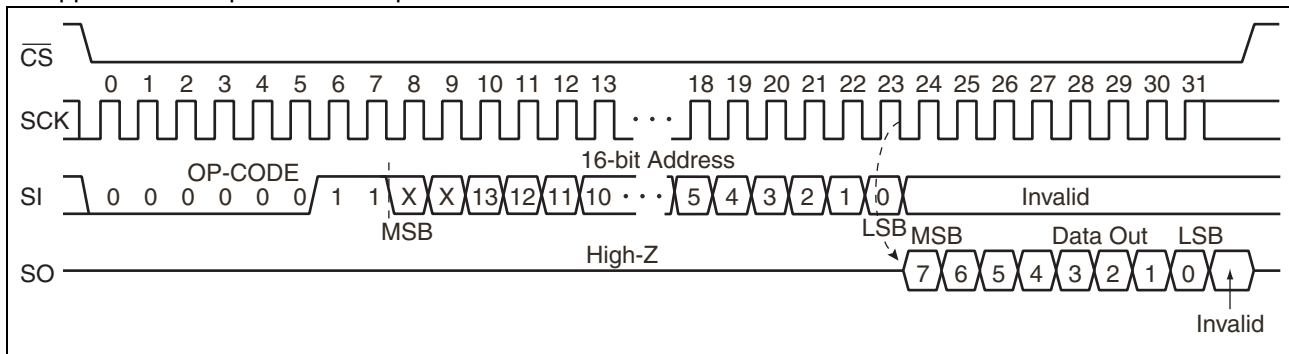 CS
0 1 2 3 4 5 6 7 8 9 10 11 12 13 18 19 20 21 22 23 24 25 26 27 28 29 30 31
SCK
···
OP-CODE
16-bit Address
SI
0 0 0 0 0 0 1 1 X X 13 12 11 10 ··· 5 4 3 2 1 0 Invalid
MSB
LSB
MSB
Data Out
LSB
High-Z
SO
7 6 5 4 3 2 1 0
Invalid